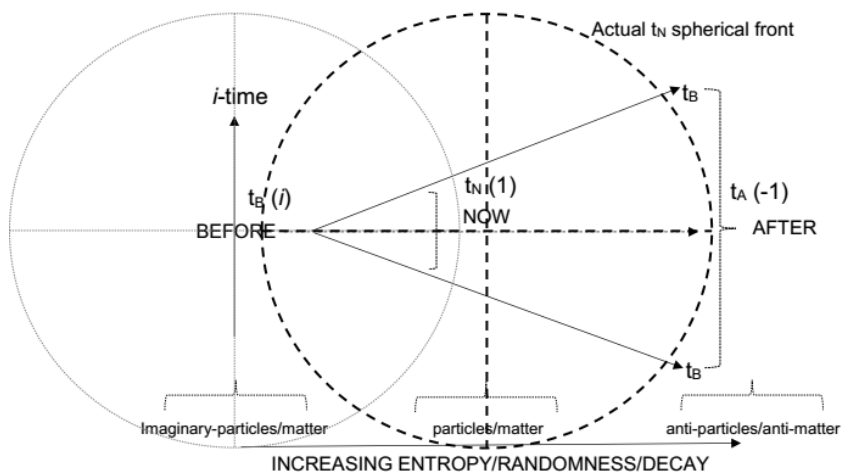 Actual tN spherical front
i-time
tB
tB (i)
tN (1)
tA (-1)
BEFORE
NOW
AFTER
tB
Imaginary-particles/matter
particles/matter
anti-particles/anti-matter
INCREASING ENTROPY/RANDOMNESS/DECAY